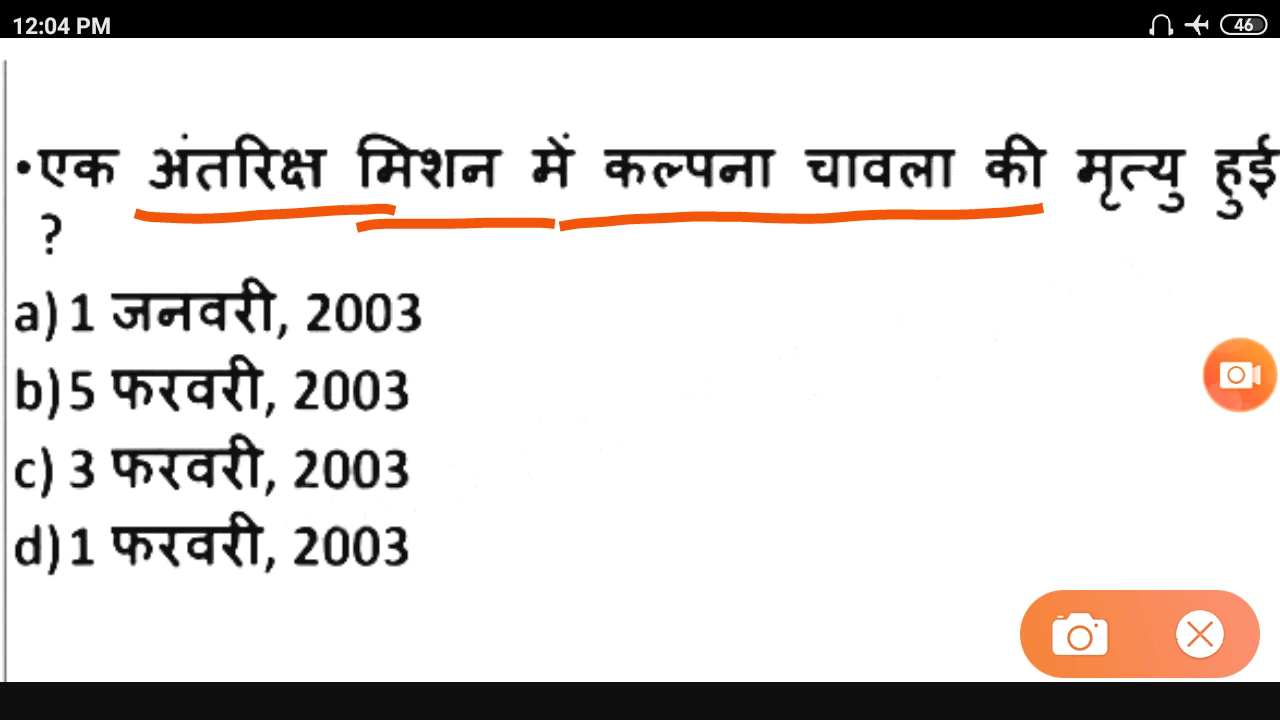 12:04 PM 46
•एक अंतरिक्ष मिशन में कल्पना चावला की मृत्यु हुई
?
a) 1 जनवरी, 2003
b) 5 फरवरी, 2003
c) 3 फरवरी, 2003
d) 1 फरवरी, 2003